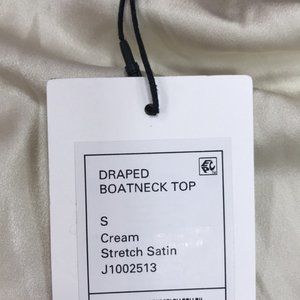 DRAPED
BOATNECK TOP
S
Cream
Stretch Satin
J1002513